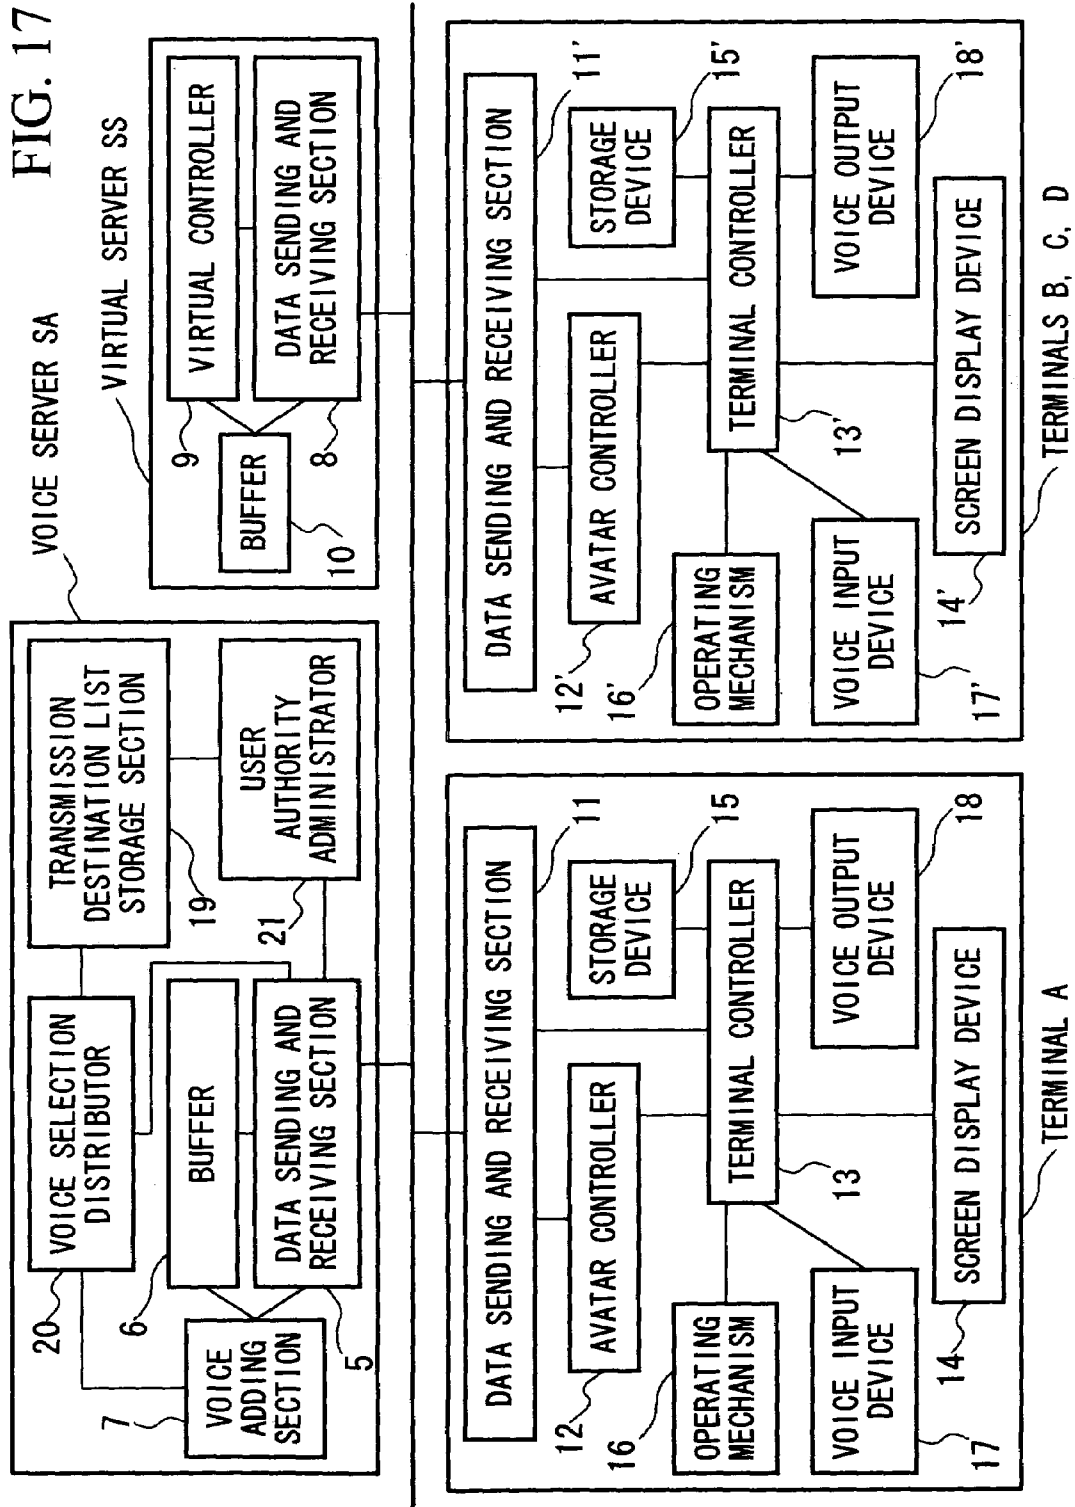 FIG. 17
VOICE SERVER SA
VIRTUAL SERVER SS
20
VOICE SELECTION
DISTRIBUTOR
TRANSMISSION
DESTINATION LIST
STORAGE SECTION
19
7
VOICE
ADDING
SECTION
6
BUFFER
DATA SENDING AND
RECEIVING SECTION
5
21
USER
AUTHORITY
ADMINISTRATOR
9
VIRTUAL CONTROLLER
BUFFER
10
DATA SENDING AND
RECEIVING SECTION
8
DATA SENDING AND RECEIVING SECTION
11
12
AVATAR CONTROLLER
STORAGE
DEVICE
15
16
OPERATING
MECHANISM
TERMINAL CONTROLLER
13
VOICE INPUT
DEVICE
17
VOICE OUTPUT
DEVICE
18
14
SCREEN DISPLAY DEVICE
TERMINAL A
DATA SENDING AND RECEIVING SECTION
11'
12'
AVATAR CONTROLLER
STORAGE
DEVICE
15'
16'
OPERATING
MECHANISM
TERMINAL CONTROLLER
13'
VOICE INPUT
DEVICE
17'
VOICE OUTPUT
DEVICE
18'
14'
SCREEN DISPLAY DEVICE
TERMINALS B, C, D